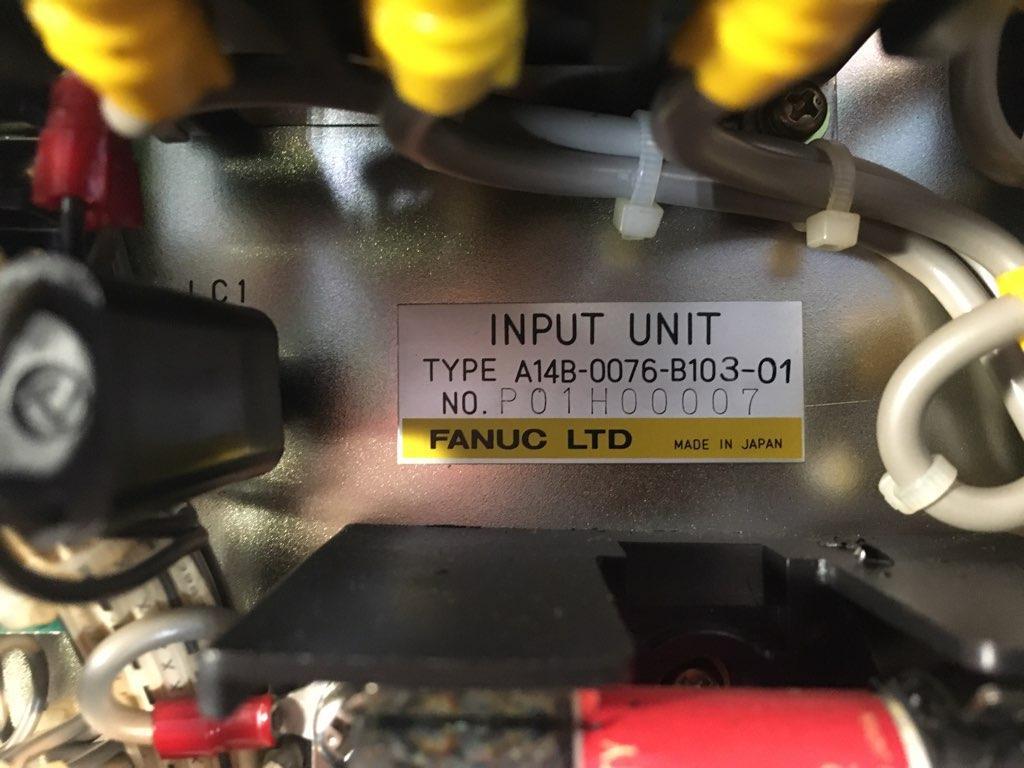 LC1
INPUT UNIT
TYPE A14B-0076-B103-01
NO. P01H00007
FANUC LTD MADE IN JAPAN